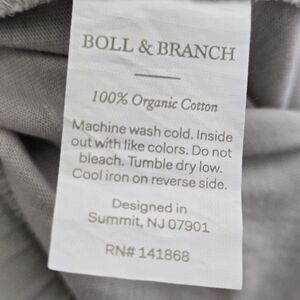 BOLL & BRANCH
100% Organic Cotton
Machine wash cold. Inside
out with like colors. Do not
bleach. Tumble dry low.
Cool iron on reverse side.
Designed in
Summit, NJ 07901
RN# 141868